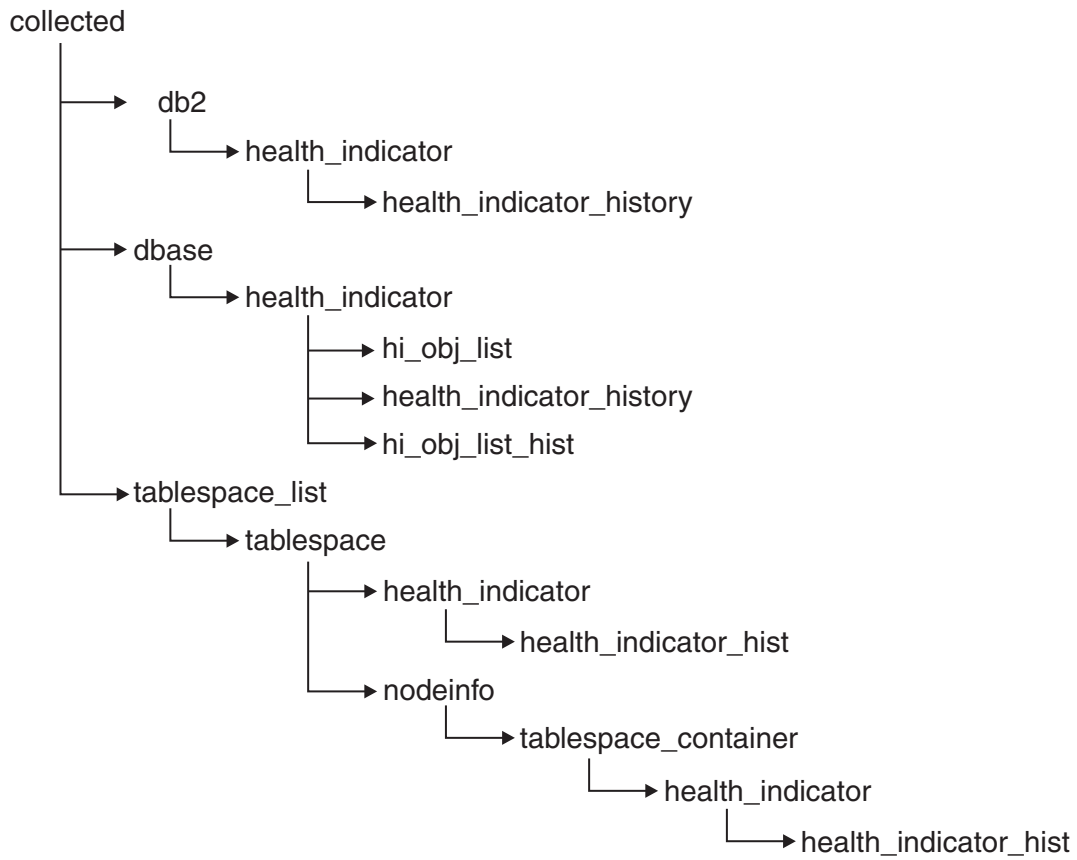 collected
db2
health_indicator
health_indicator_history
dbase
health_indicator
hi_obj_list
health_indicator_history
hi_obj_list_hist
tablespace_list
tablespace
health_indicator
health_indicator_hist
nodeinfo
tablespace_container
health_indicator
health_indicator_hist